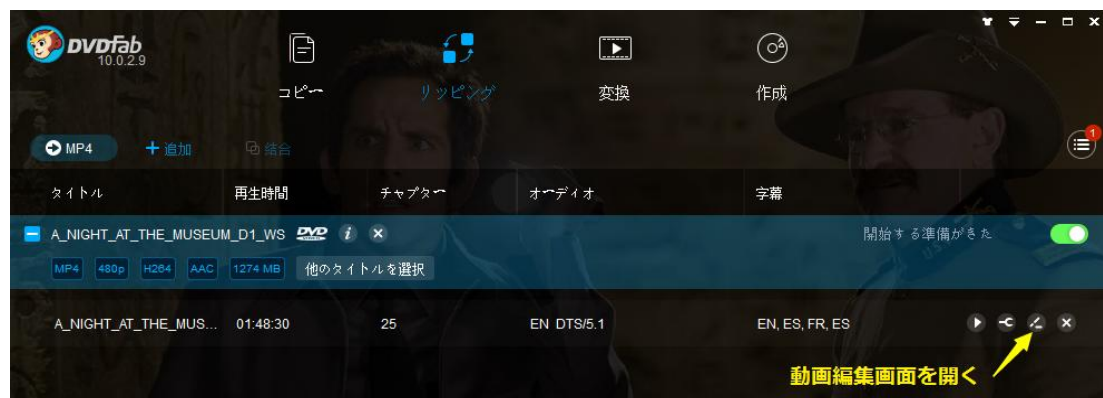 DVDFab
10.0.2.9
コピー
リッピング
変換
作成
MP4
追加
結合
1
タイトル
再生時間
チャプター
オーディオ
字幕
A_NIGHT_AT_THE_MUSEUM_D1_WS DVD i
開始する準備がきた
MP4 480p H264 AAC 1274 MB 他のタイトルを選択
A_NIGHT_AT_THE_MUS... 01:48:30 25 EN DTS/5.1 EN, ES, FR, ES
動画編集画面を開く